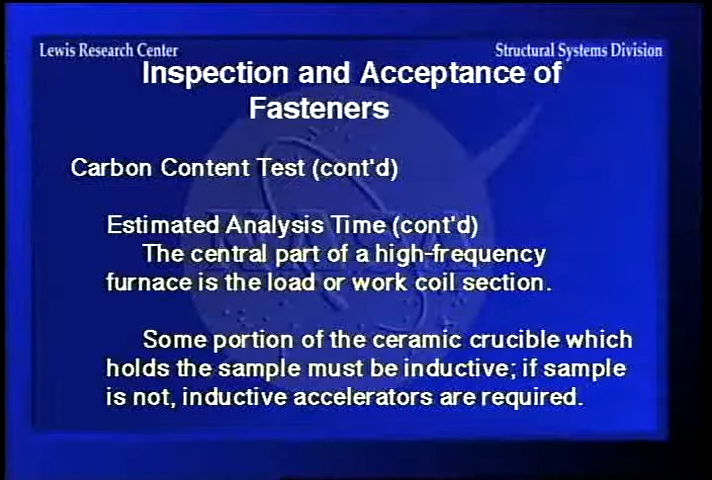 Lewis Research Center
Structural Systems Division
Inspection and Acceptance of
Fasteners
Carbon Content Test (cont'd)
Estimated Analysis Time (cont'd)
The central part of a high-frequency
furnace is the load or work coil section.
Some portion of the ceramic crucible which
holds the sample must be inductive; if sample
is not, inductive accelerators are required.